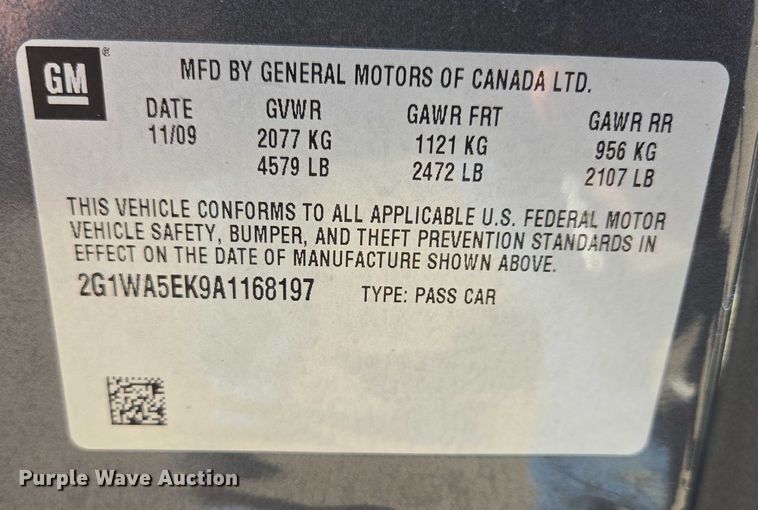 GM®
MFD BY GENERAL MOTORS OF CANADA LTD.
DATE GVWR GAWR FRT GAWR RR
11/09 2077 KG 1121 KG 956 KG
4579 LB 2472 LB 2107 LB
THIS VEHICLE CONFORMS TO ALL APPLICABLE U.S. FEDERAL MOTOR
VEHICLE SAFETY, BUMPER, AND THEFT PREVENTION STANDARDS IN
EFFECT ON THE DATE OF MANUFACTURE SHOWN ABOVE.
2G1WA5EK9A1168197 TYPE: PASS CAR
Purple Wave Auction